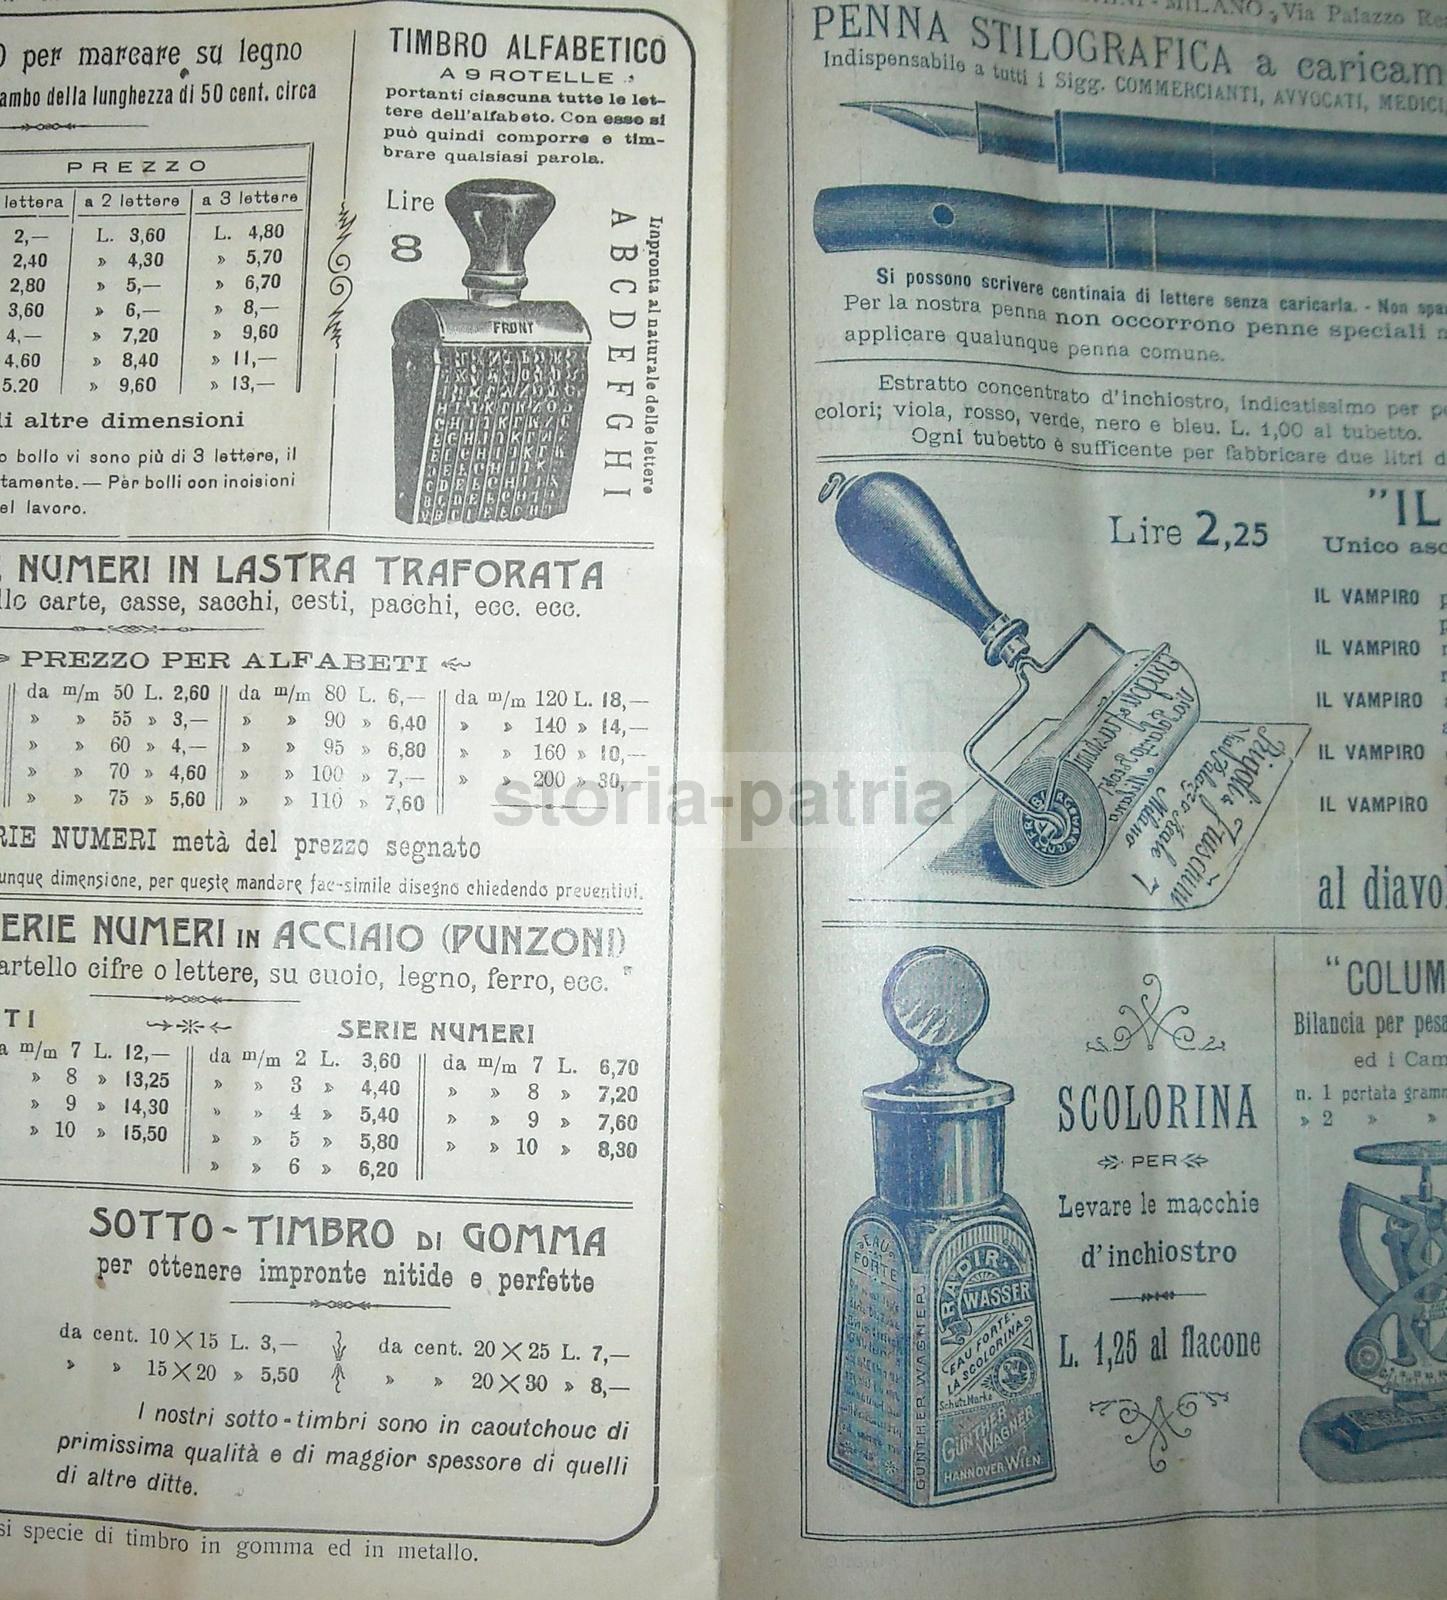 per marcare su legno
ambo della lunghezza di 50 cent. circa
PREZZO
lettera | a 2 lettere | a 3 lettere
2,— L. 3,60 L. 4,80
2,40 » 4,30 » 5,70
2,80 » 5,— » 6,70
3,60 » 6,— » 8,—
4,— » 7,20 » 9,60
4,60 » 8,40 » 11,—
5.20 » 9,60 » 13,—
di altre dimensioni
o bollo vi sono più di 3 lettere, il
tamente.— Pèr bolli con incisioni
el lavoro.
TIMBRO ALFABETICO
A 9 ROTELLE
portanti ciascuna tutte le let-
tere dell'alfabeto. Con esso si
può quindi comporre e tim-
brare qualsiasi parola.
Lire
8
FRONT
A B C D E F G H I
Impronta al naturale delle lettere
E NUMERI IN LASTRA TRAFORATA
llo carte, casse, sacchi, cesti, pacchi, ecc. ecc.
PREZZO PER ALFABETI
da m/m 50 L. 2,60 da m/m 80 L. 6,— da m/m 120 L. 18,—
» » 55 » 3,— » » 90 » 6,40 » » 140 » 14,—
» » 60 » 4,— » » 95 » 6,80 » » 160 » 10,—
» » 70 » 4,60 » » 100 » 7,— » » 200 » 30,—
» » 75 » 5,60 » » 110 » 7,60
storia-patria
RIE NUMERI metà del prezzo segnato
unque dimensione, per queste mandare fac-simile disegno chiedendo preventivi.
ERIE NUMERI IN ACCIAIO (PUNZONI)
artello cifre o lettere, su cuoio, legno, ferro, ecc.
TI
SERIE NUMERI
a m/m 7 L. 12,— da m/m 2 L. 3,60 da m/m 7 L. 6,70
» 8 » 13,25 » » 3 » 4,40 » » 8 » 7,20
» 9 » 14,30 » » 4 » 5,40 » » 9 » 7,60
» 10 » 15,50 » » 5 » 5,80 » » 10 » 8,30
» » 6 » 6,20
SOTTO-TIMBRO DI GOMMA
per ottenere impronte nitide e perfette
da cent. 10×15 L. 3,— da cent. 20×25 L. 7,—
» » 15×20 » 5,50 » » 20×30 » 8,—
I nostri sotto-timbri sono in caoutchouc di
primissima qualità e di maggior spessore di quelli
di altre ditte.
si specie di timbro in gomma ed in metallo.
MILANO, Via Palazzo Re
PENNA STILOGRAFICA a caricam
Indispensabile a tutti i Sigg. COMMERCIANTI, AVVOCATI, MEDICI,
Si possono scrivere centinaia di lettere senza caricarla. - Non spa
Per la nostra penna non occorrono penne speciali
applicare qualunque penna comune.
Estratto concentrato d'inchiostro, indicatissimo per pe
colori; viola, rosso, verde, nero e bleu. L. 1,00 al tubetto.
Ogni tubetto è sufficente per fabbricare due litri d
Lire 2,25
"IL
Unico asc
IL VAMPIRO
IL VAMPIRO
IL VAMPIRO
IL VAMPIRO
IL VAMPIRO
al diavol
Milano
Via Palazzo Reale 7
SCOLORINA
PER
Levare le macchie
d'inchiostro
L. 1,25 al flacone
EAU
FORTE
GÜNTHER WAGNER
RADIR
WASSER
EAU FORTE.
LA SCOLORINA
Schutz Marke
GÜNTHER
WAGNER
HANNOVER, WIEN.
"COLUM
Bilancia per pesa
ed i Cam
n. 1 portata gramm
» 2 » »